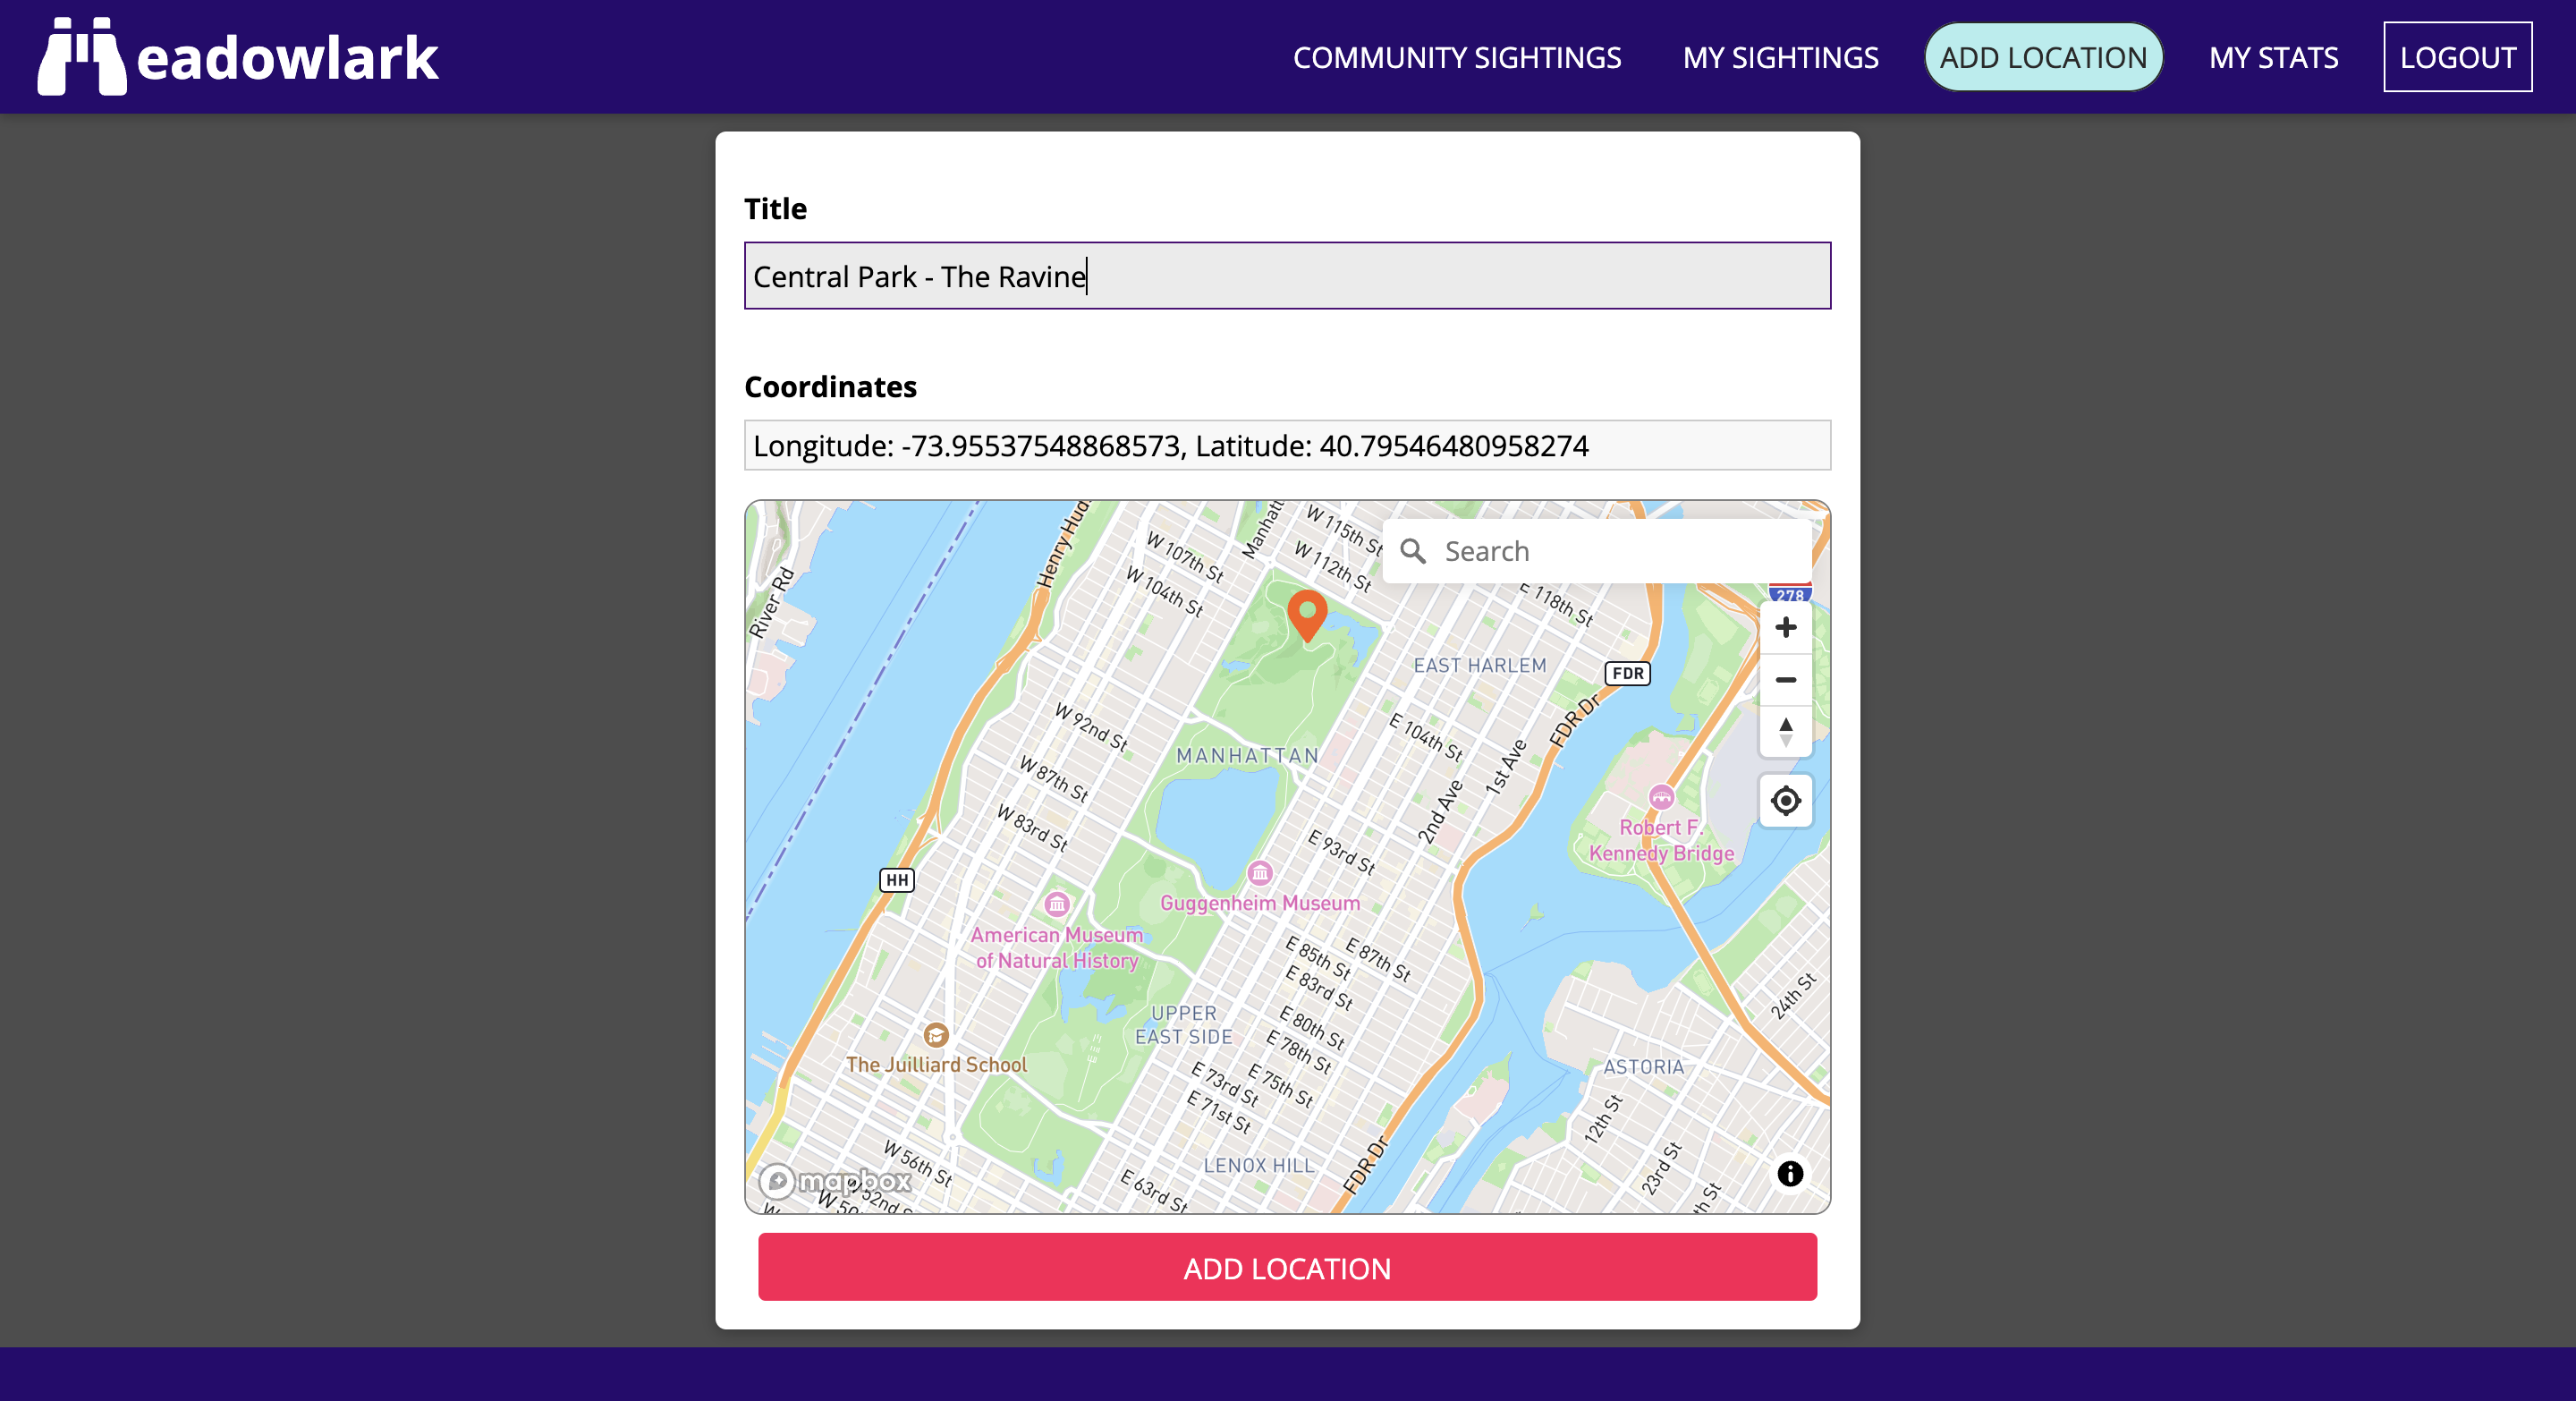 eadowlark
COMMUNITY SIGHTINGS
MY SIGHTINGS
ADD LOCATION
MY STATS
LOGOUT
Title
Central Park - The Ravine
Coordinates
Longitude: -73.95537548868573, Latitude: 40.79546480958274
Search
River Rd
Henry Hud
Manhatt
W 107th St
W 104th St
W 115th St
W 112th St
E 118th St
278
EAST HARLEM
FDR
FDR Dr
W 92nd St
MANHATTAN
E 104th St
1st Ave
2nd Ave
W 87th St
W 83rd St
E 93rd St
Robert F.
Kennedy Bridge
HH
Guggenheim Museum
American Museum
of Natural History
E 85th St
E 87th St
E 83rd St
E 80th St
E 78th St
UPPER
EAST SIDE
24th St
The Juilliard School
E 73rd St
E 75th St
E 71st St
ASTORIA
12th St
W 56th St
LENOX HILL
FDR Dr
23rd St
E 63rd St
th St
mapbox
ADD LOCATION